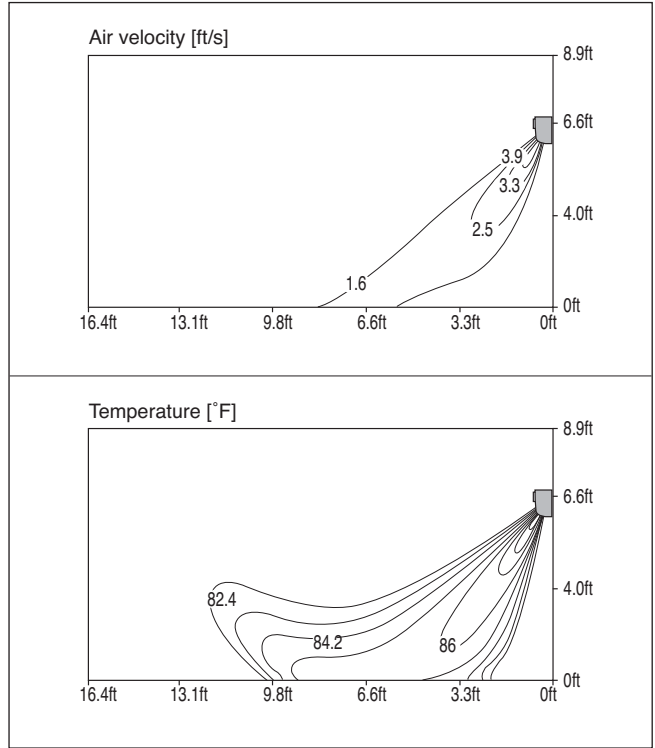 Air velocity [ft/s]
8.9ft
6.6ft
3.9
3.3
4.0ft
2.5
1.6
0ft
16.4ft 13.1ft 9.8ft 6.6ft 3.3ft 0ft
Temperature [˚F]
8.9ft
6.6ft
4.0ft
82.4
84.2
86
0ft
16.4ft 13.1ft 9.8ft 6.6ft 3.3ft 0ft